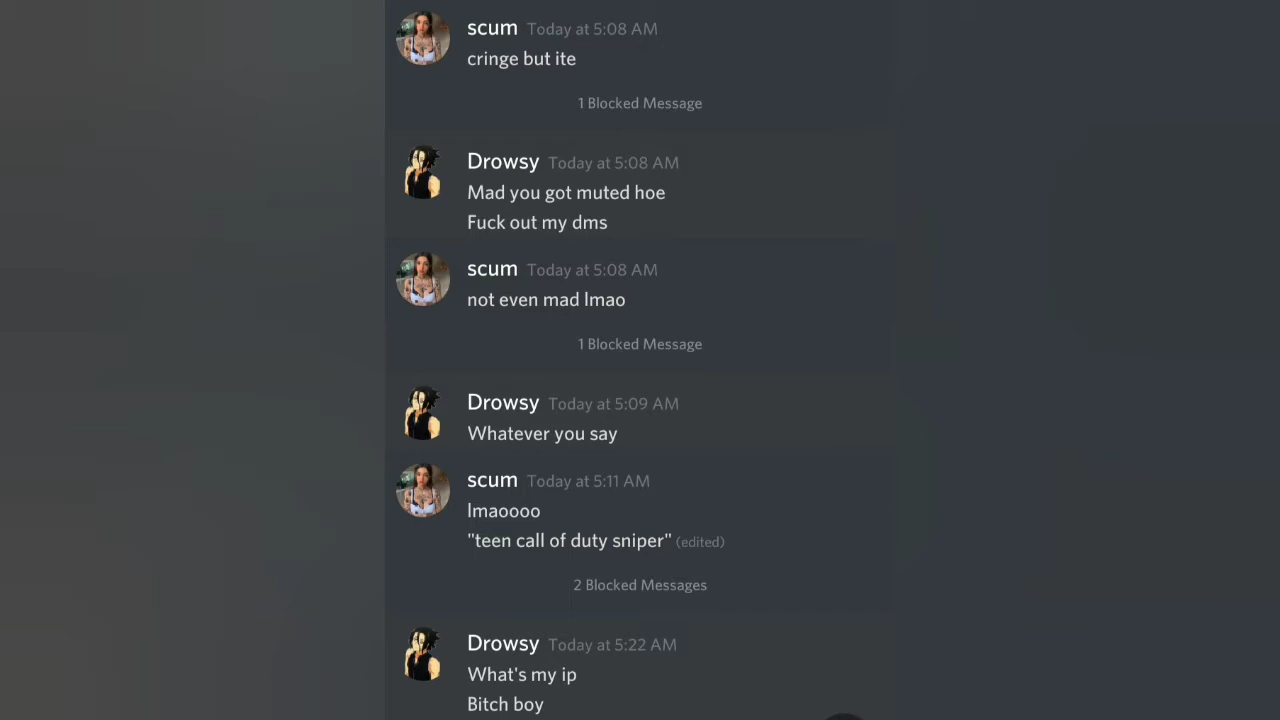 scum Today at 5:08 AM
cringe but ite
1 Blocked Message
Drowsy Today at 5:08 AM
Mad you got muted hoe
Fuck out my dms
scum Today at 5:08 AM
not even mad lmao
1 Blocked Message
Drowsy Today at 5:09 AM
Whatever you say
scum Today at 5:11 AM
lmaoooo
"teen call of duty sniper" (edited)
2 Blocked Messages
Drowsy Today at 5:22 AM
What's my ip
Bitch boy